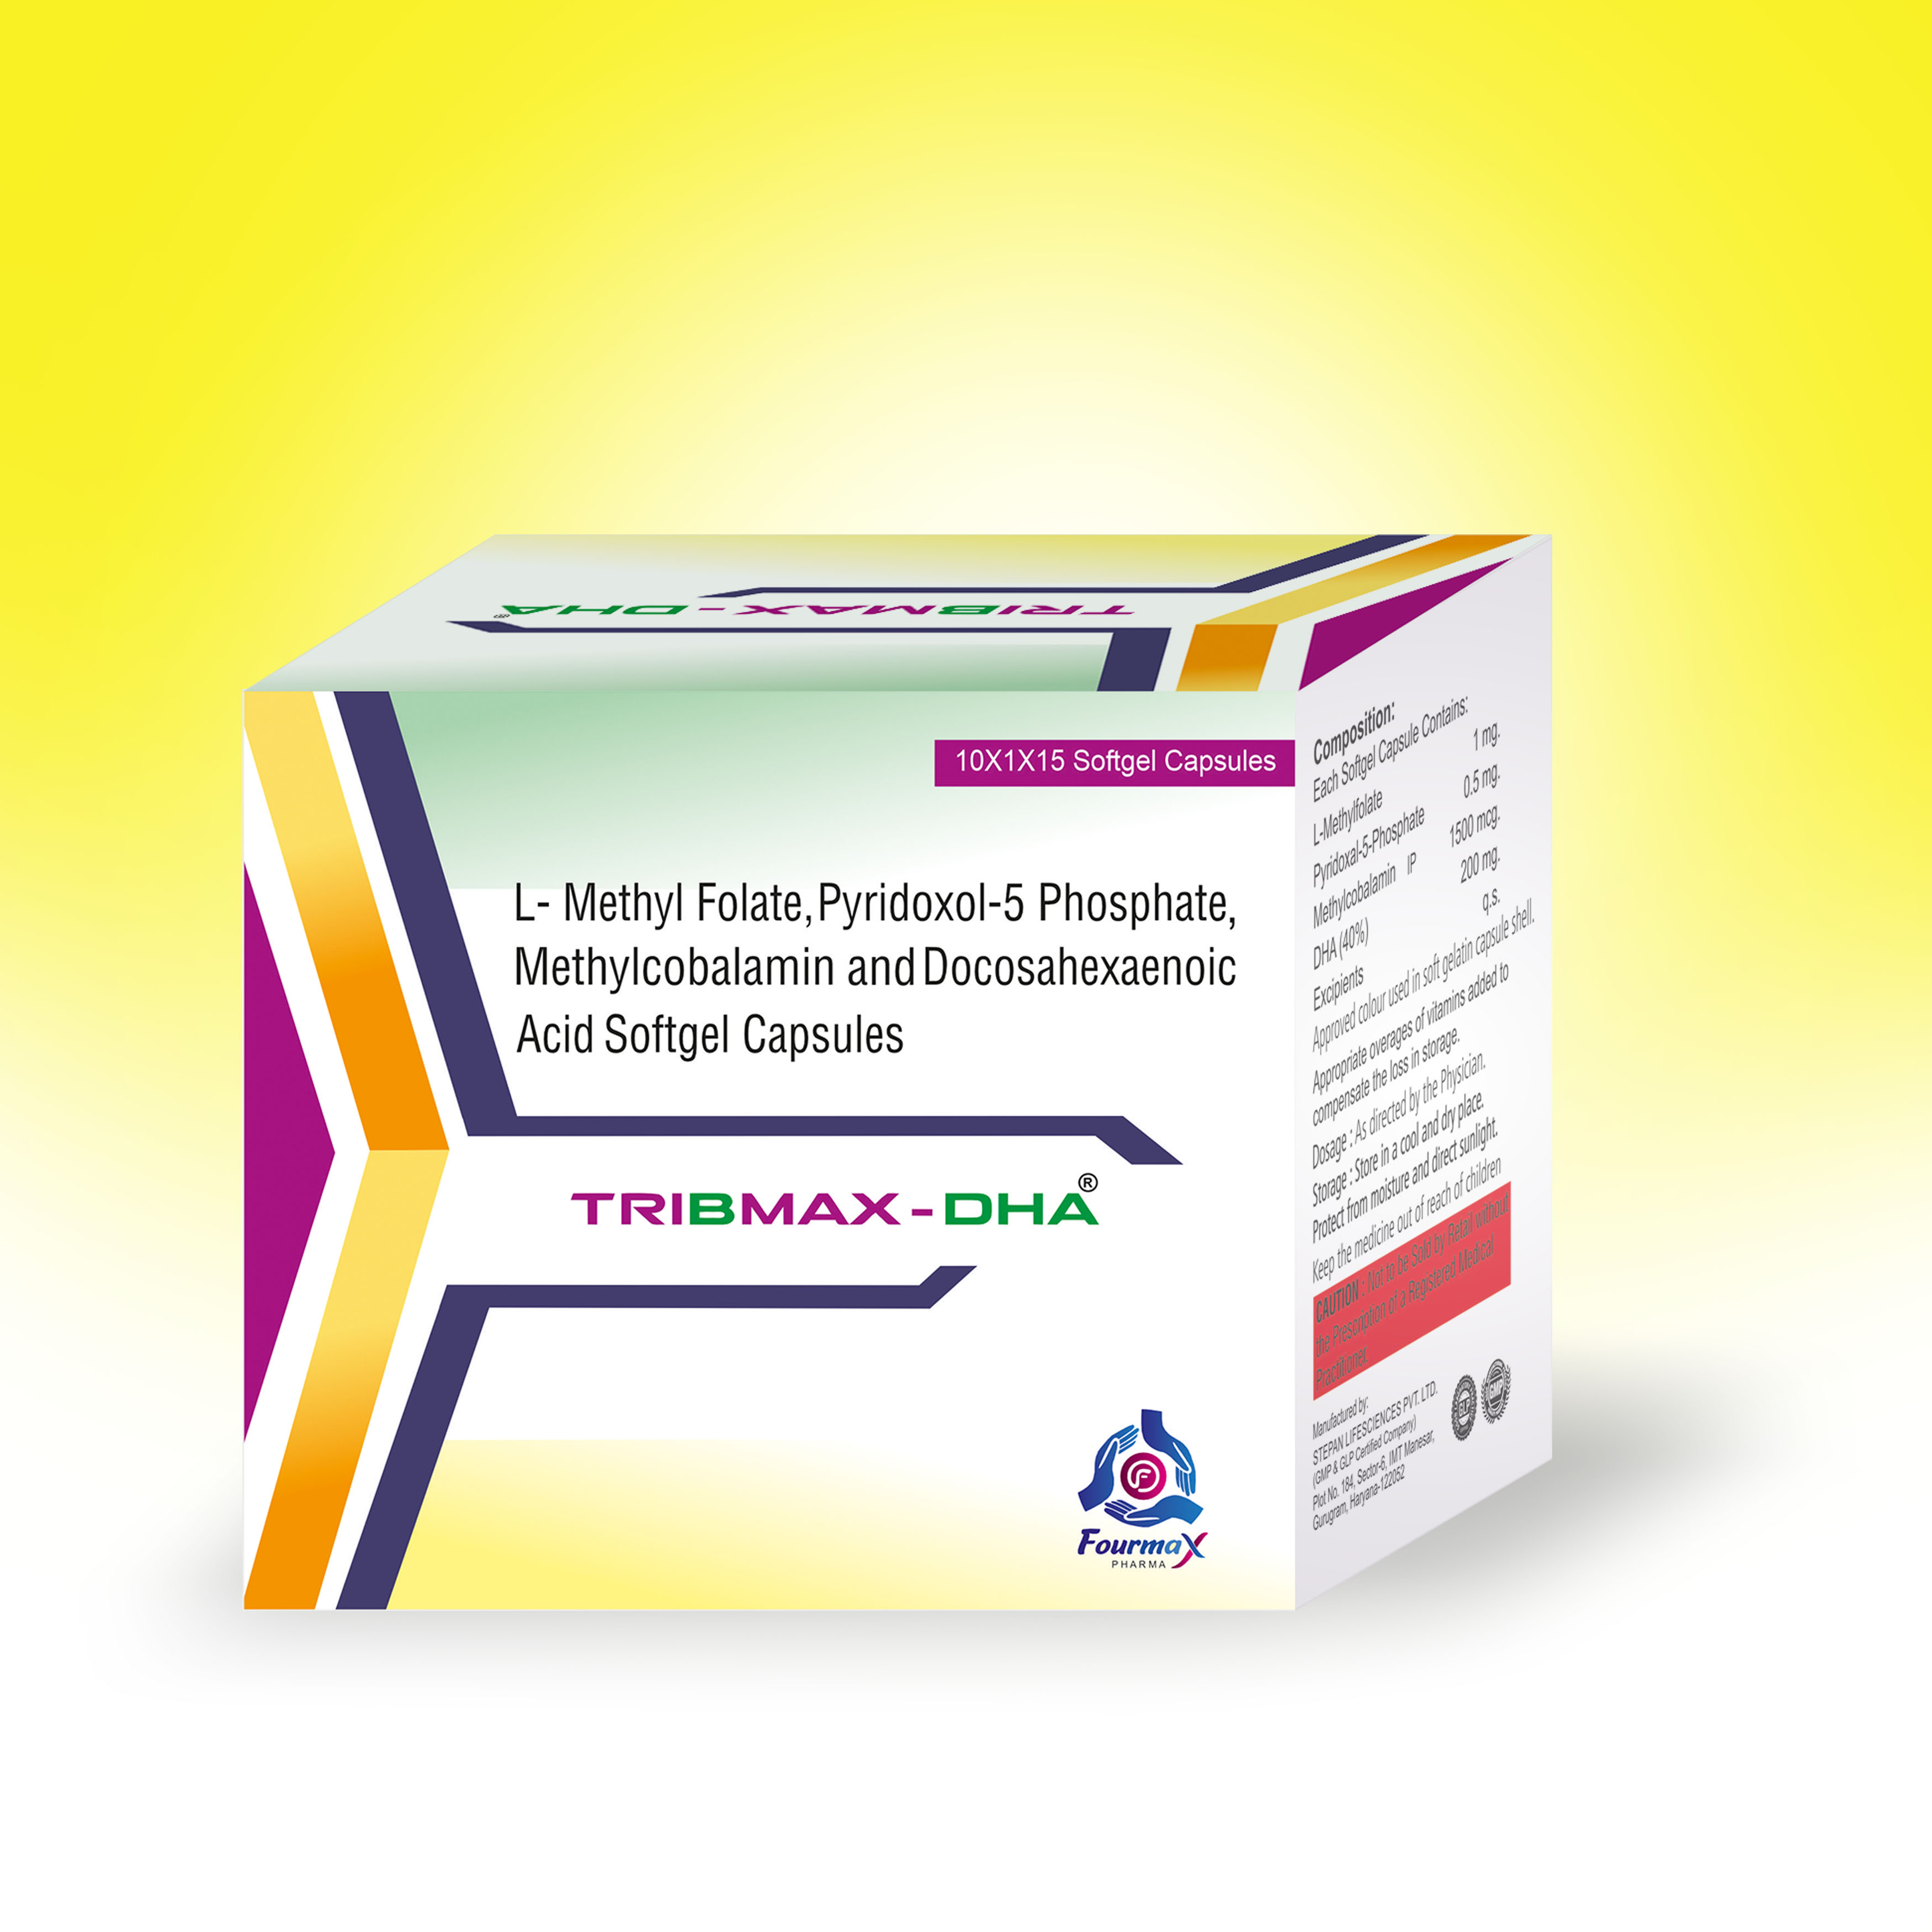 TRIBMAX-DHA®
10X1X15 Softgel Capsules
L- Methyl Folate, Pyridoxol-5 Phosphate,
Methylcobalamin and Docosahexaenoic
Acid Softgel Capsules
TRIBMAX-DHA®
F
FourmaX
PHARMA
Composition:
Each Softgel Capsule Contains:
L-Methylfolate 1 mg.
Pyridoxal-5-Phosphate 0.5 mg.
Methylcobalamin IP 1500 mcg.
DHA (40%) 200 mg.
Excipients q.s.
Approved colour used in soft gelatin capsule shell.
Appropriate overages of vitamins added to
compensate the loss in storage.
Dosage : As directed by the Physician.
Storage : Store in a cool and dry place.
Protect from moisture and direct sunlight.
Keep the medicine out of reach of children
CAUTION : Not to be Sold by Retail without
the Prescription of a Registered Medical
Practitioner.
Manufactured by:
STEPAN LIFESCIENCES PVT. LTD.
(GMP & GLP Certified Company)
Plot No. 184, Sector-6, IMT Manesar,
Gurugram, Haryana-122052
GLP
GMP